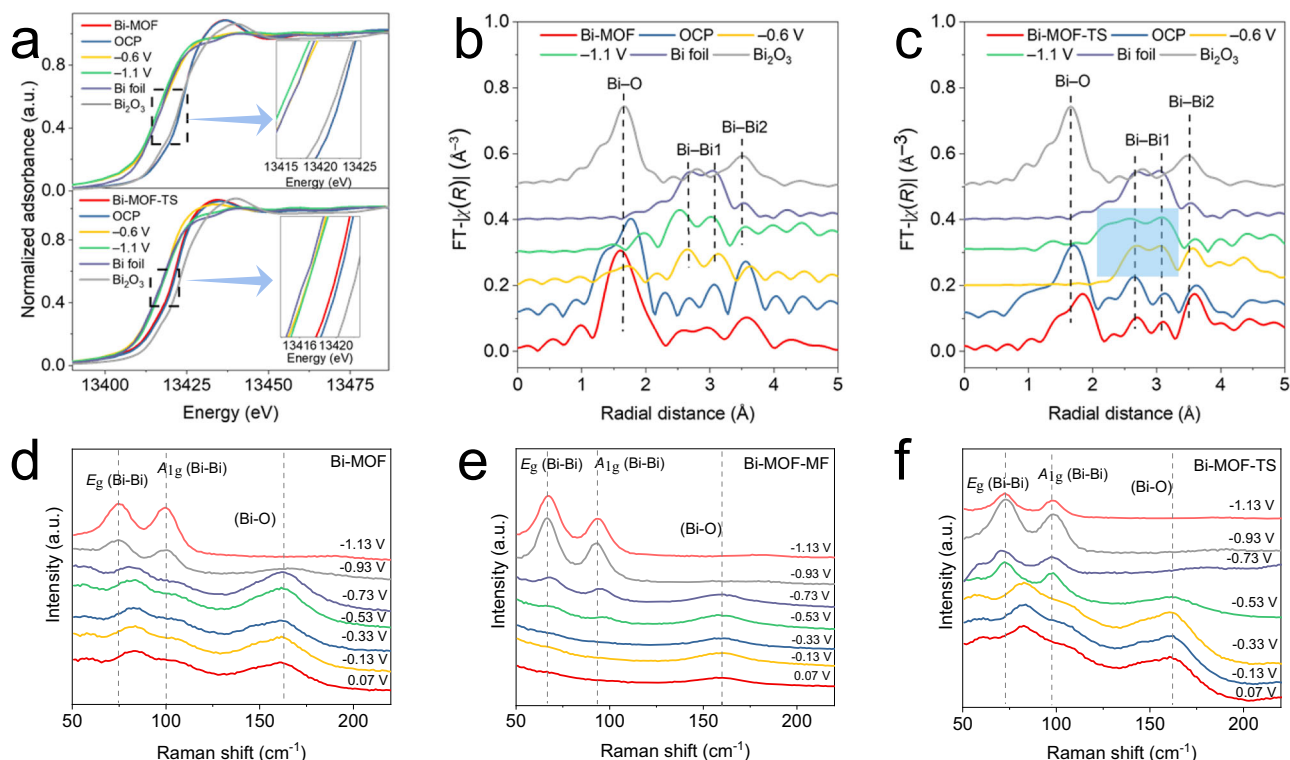 a
Normalized adsorbance (a.u.)
Bi-MOF
OCP
−0.6 V
−1.1 V
Bi foil
Bi₂O₃
0.8
0.4
0.0
13415 13420 13425
Energy (eV)
Bi-MOF-TS
OCP
−0.6 V
−1.1 V
Bi foil
Bi₂O₃
0.8
0.4
0.0
13416 13420
Energy (eV)
13400 13425 13450 13475
Energy (eV)
b
Bi-MOF OCP −0.6 V
−1.1 V Bi foil Bi₂O₃
Bi–O
Bi–Bi2
Bi–Bi1
FT-|χ(R)| (Å⁻³)
1.0
0.8
0.6
0.4
0.2
0.0
0 1 2 3 4 5
Radial distance (Å)
c
Bi-MOF-TS OCP −0.6 V
−1.1 V Bi foil Bi₂O₃
Bi–O
Bi–Bi2
Bi–Bi1
FT-|χ(R)| (Å⁻³)
1.0
0.8
0.6
0.4
0.2
0.0
0 1 2 3 4 5
Radial distance (Å)
d
Bi-MOF
Eg (Bi-Bi)
A1g (Bi-Bi)
(Bi-O)
-1.13 V
-0.93 V
-0.73 V
-0.53 V
-0.33 V
-0.13 V
0.07 V
Intensity (a.u.)
50 100 150 200
Raman shift (cm⁻¹)
e
Bi-MOF-MF
Eg (Bi-Bi)
A1g (Bi-Bi)
(Bi-O)
-1.13 V
-0.93 V
-0.73 V
-0.53 V
-0.33 V
-0.13 V
0.07 V
Intensity (a.u.)
50 100 150 200
Raman shift (cm⁻¹)
f
Bi-MOF-TS
Eg (Bi-Bi)
A1g (Bi-Bi)
(Bi-O)
-1.13 V
-0.93 V
-0.73 V
-0.53 V
-0.33 V
-0.13 V
0.07 V
Intensity (a.u.)
50 100 150 200
Raman shift (cm⁻¹)